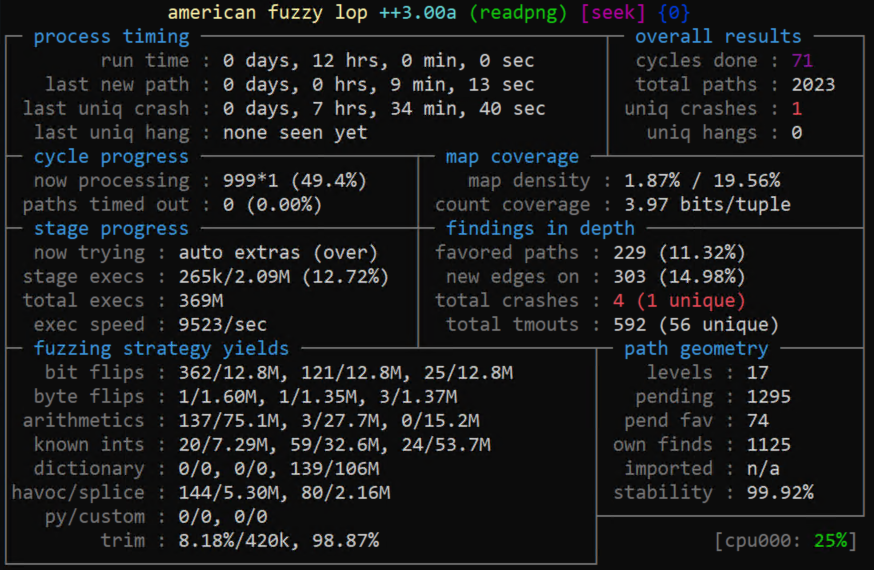 american fuzzy lop ++3.00a (readpng) [seek] {0}
process timing
run time : 0 days, 12 hrs, 0 min, 0 sec
last new path : 0 days, 0 hrs, 9 min, 13 sec
last uniq crash : 0 days, 7 hrs, 34 min, 40 sec
last uniq hang : none seen yet
overall results
cycles done : 71
total paths : 2023
uniq crashes : 1
uniq hangs : 0
cycle progress
now processing : 999*1 (49.4%)
paths timed out : 0 (0.00%)
map coverage
map density : 1.87% / 19.56%
count coverage : 3.97 bits/tuple
stage progress
now trying : auto extras (over)
stage execs : 265k/2.09M (12.72%)
total execs : 369M
exec speed : 9523/sec
findings in depth
favored paths : 229 (11.32%)
new edges on : 303 (14.98%)
total crashes : 4 (1 unique)
total tmouts : 592 (56 unique)
fuzzing strategy yields
bit flips : 362/12.8M, 121/12.8M, 25/12.8M
byte flips : 1/1.60M, 1/1.35M, 3/1.37M
arithmetics : 137/75.1M, 3/27.7M, 0/15.2M
known ints : 20/7.29M, 59/32.6M, 24/53.7M
dictionary : 0/0, 0/0, 139/106M
havoc/splice : 144/5.30M, 80/2.16M
py/custom : 0/0, 0/0
trim : 8.18%/420k, 98.87%
path geometry
levels : 17
pending : 1295
pend fav : 74
own finds : 1125
imported : n/a
stability : 99.92%
[cpu000: 25%]